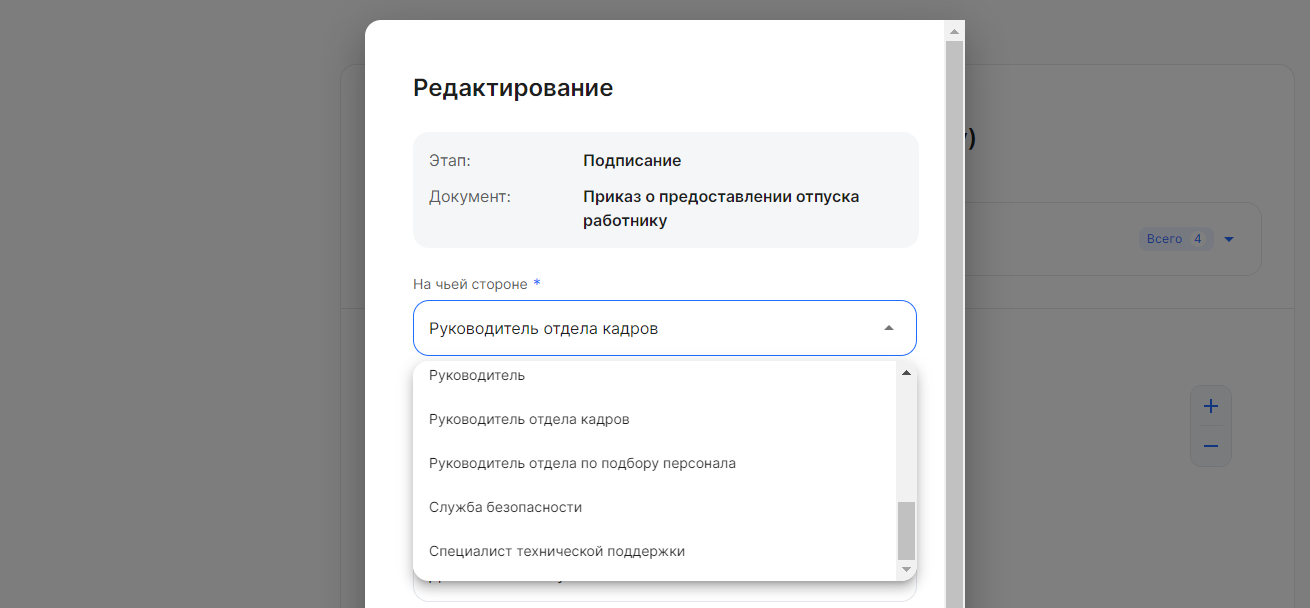 Редактирование
Этап:
Подписание
Документ:
Приказ о предоставлении отпуска
работнику
На чьей стороне *
Руководитель отдела кадров
Руководитель
Руководитель отдела кадров
Руководитель отдела по подбору персонала
Служба безопасности
Специалист технической поддержки
)
Всего 4